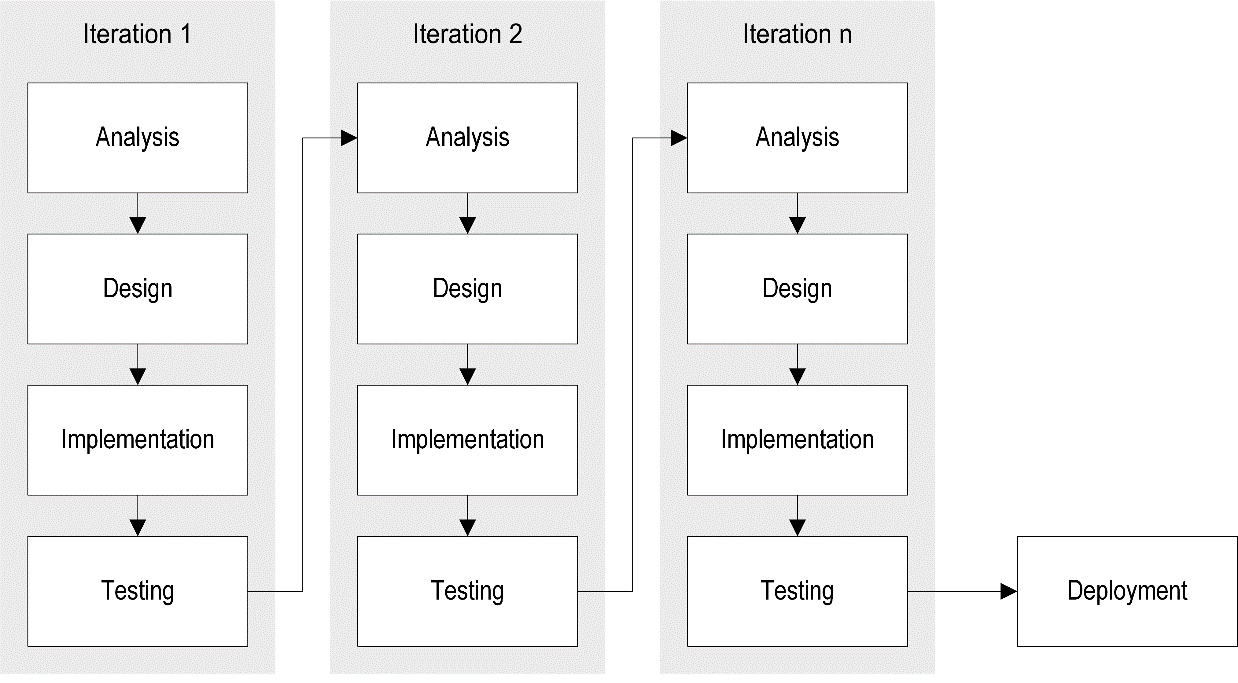 Iteration 1
Analysis
Design
Implementation
Testing
Iteration 2
Analysis
Design
Implementation
Testing
Iteration n
Analysis
Design
Implementation
Testing
Deployment